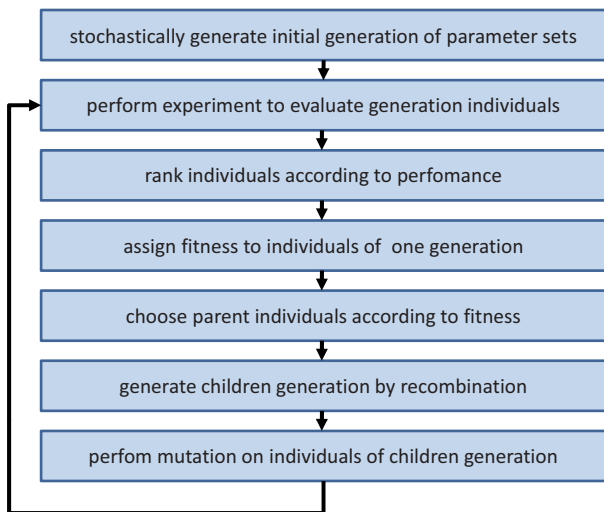 stochastically generate initial generation of parameter sets
perform experiment to evaluate generation individuals
rank individuals according to perfomance
assign fitness to individuals of one generation
choose parent individuals according to fitness
generate children generation by recombination
perfom mutation on individuals of children generation